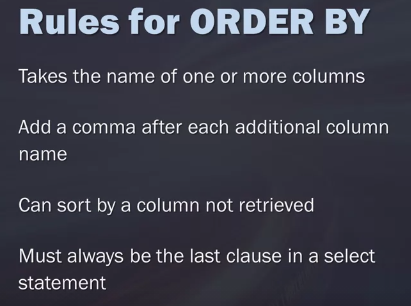 Rules for ORDER BY
Takes the name of one or more columns
Add a comma after each additional column
name
Can sort by a column not retrieved
Must always be the last clause in a select
statement